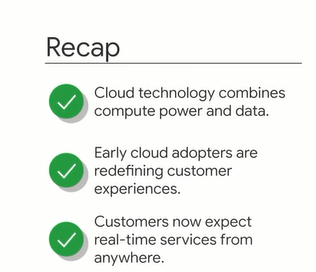 Recap
Cloud technology combines
compute power and data.
Early cloud adopters are
redefining customer
experiences.
Customers now expect
real-time services from
anywhere.